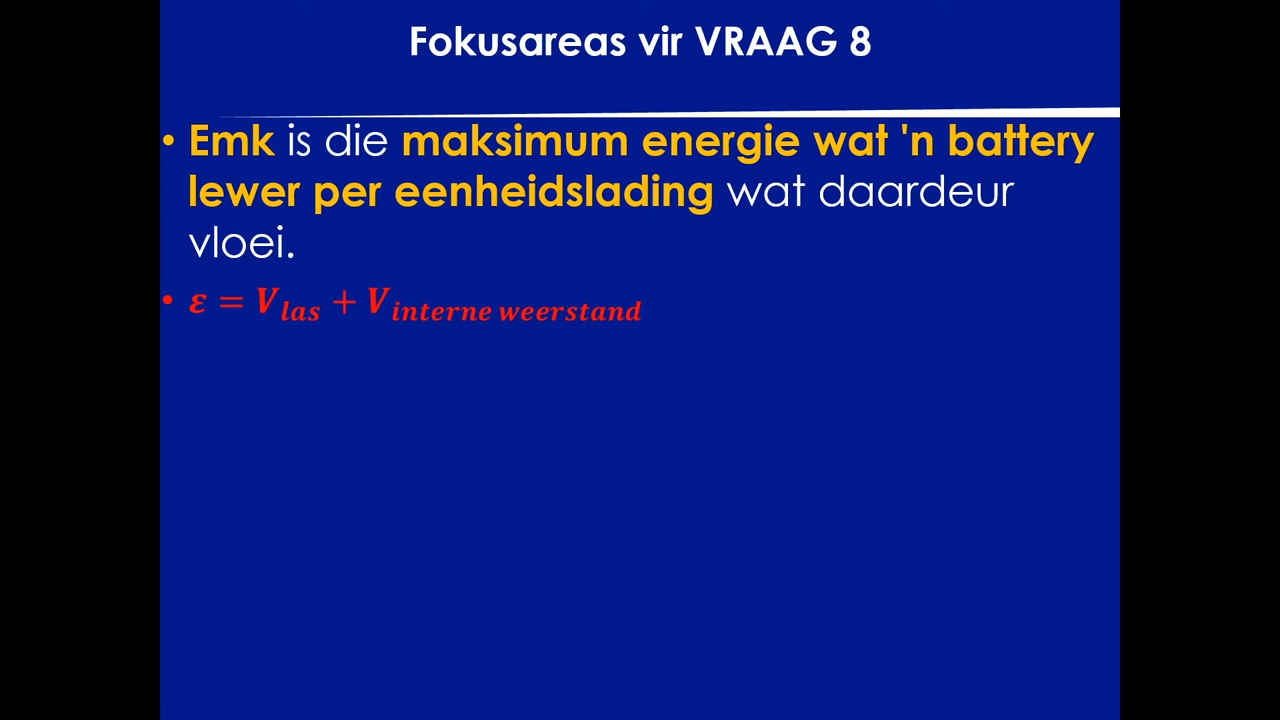 Fokusareas vir VRAAG 8
• Emk is die maksimum energie wat 'n battery
lewer per eenheidslading wat daardeur
vloei.
• ε = V_las + V_interne weerstand